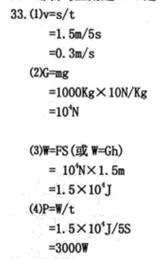 33.(1)v=s/t
=1.5m/5s
=0.3m/s
(2)G=mg
=1000Kg×10N/Kg
=10⁴N
(3)W=FS(或 W=Gh)
= 10⁴N×1.5m
=1.5×10⁴J
(4)P=W/t
=1.5×10⁴J/5S
=3000W